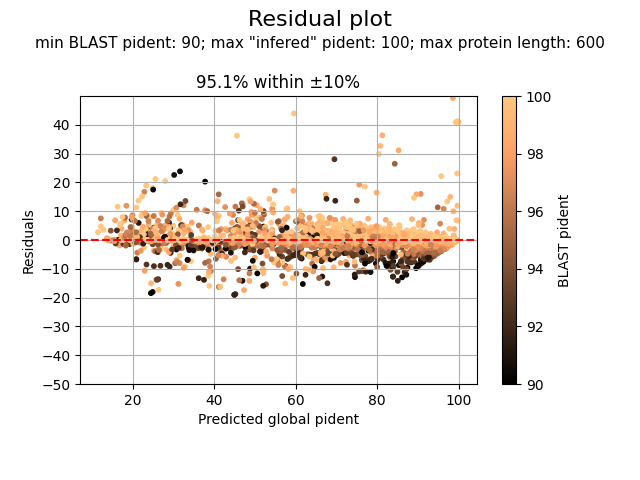 Residual plot
min BLAST pident: 90; max "infered" pident: 100; max protein length: 600
95.1% within ±10%
Residuals
40
30
20
10
0
−10
−20
−30
−40
−50
20 40 60 80 100
Predicted global pident
100
98
96
94
92
90
BLAST pident